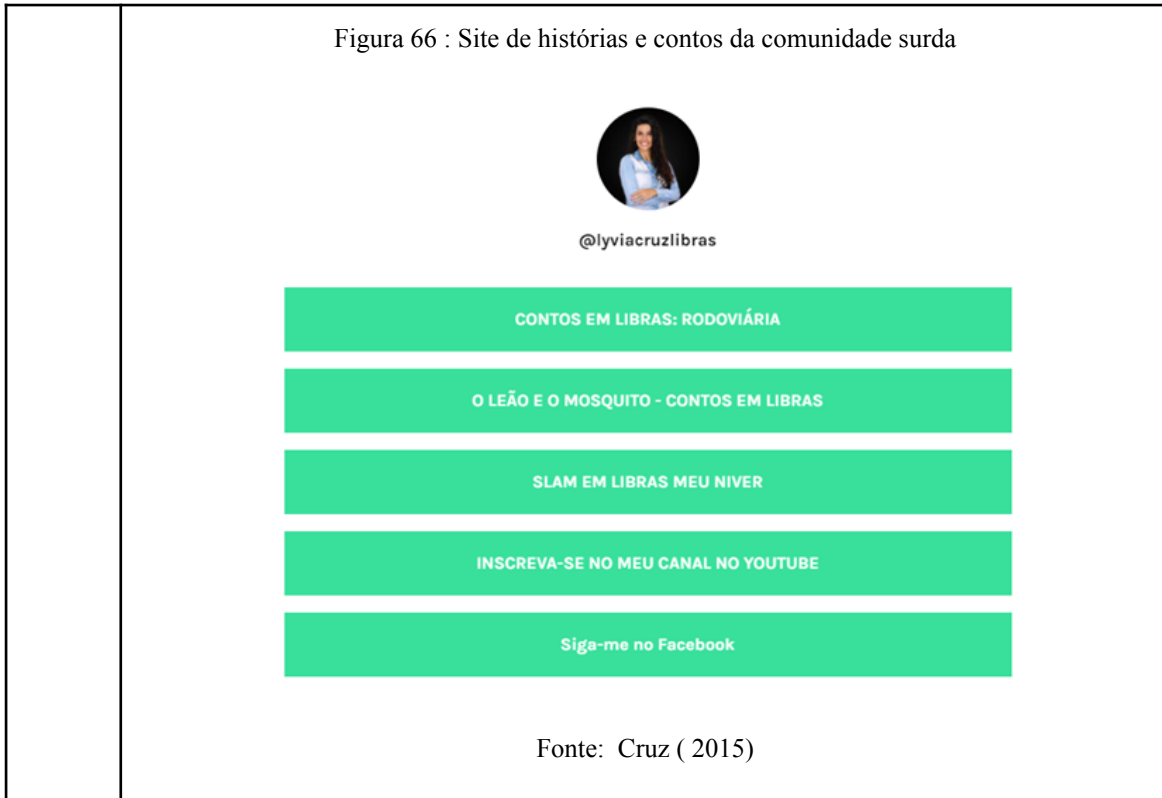 Figura 66 : Site de histórias e contos da comunidade surda
@lyviacruzlibras
CONTOS EM LIBRAS: RODOVIÁRIA
O LEÃO E O MOSQUITO - CONTOS EM LIBRAS
SLAM EM LIBRAS MEU NIVER
INSCREVA-SE NO MEU CANAL NO YOUTUBE
Siga-me no Facebook
Fonte: Cruz ( 2015)